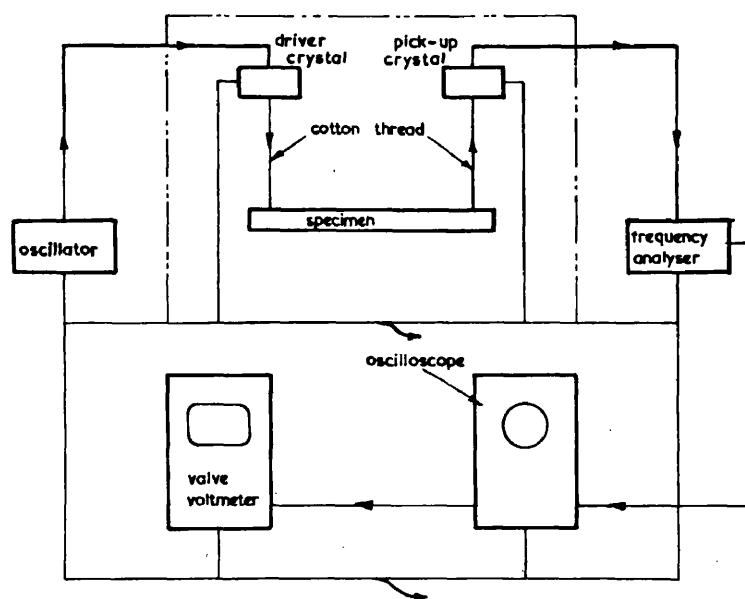 driver
crystal
pick-up
crystal
cotton thread
specimen
oscillator
frequency
analyser
oscilloscope
valve
voltmeter